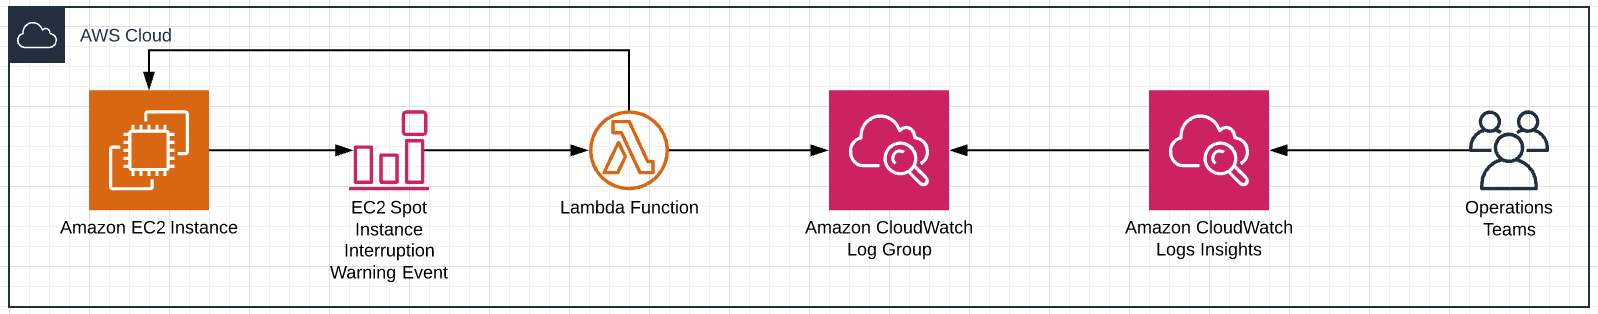 AWS Cloud
Amazon EC2 Instance
EC2 Spot
Instance
Interruption
Warning Event
Lambda Function
Amazon CloudWatch
Log Group
Amazon CloudWatch
Logs Insights
Operations
Teams